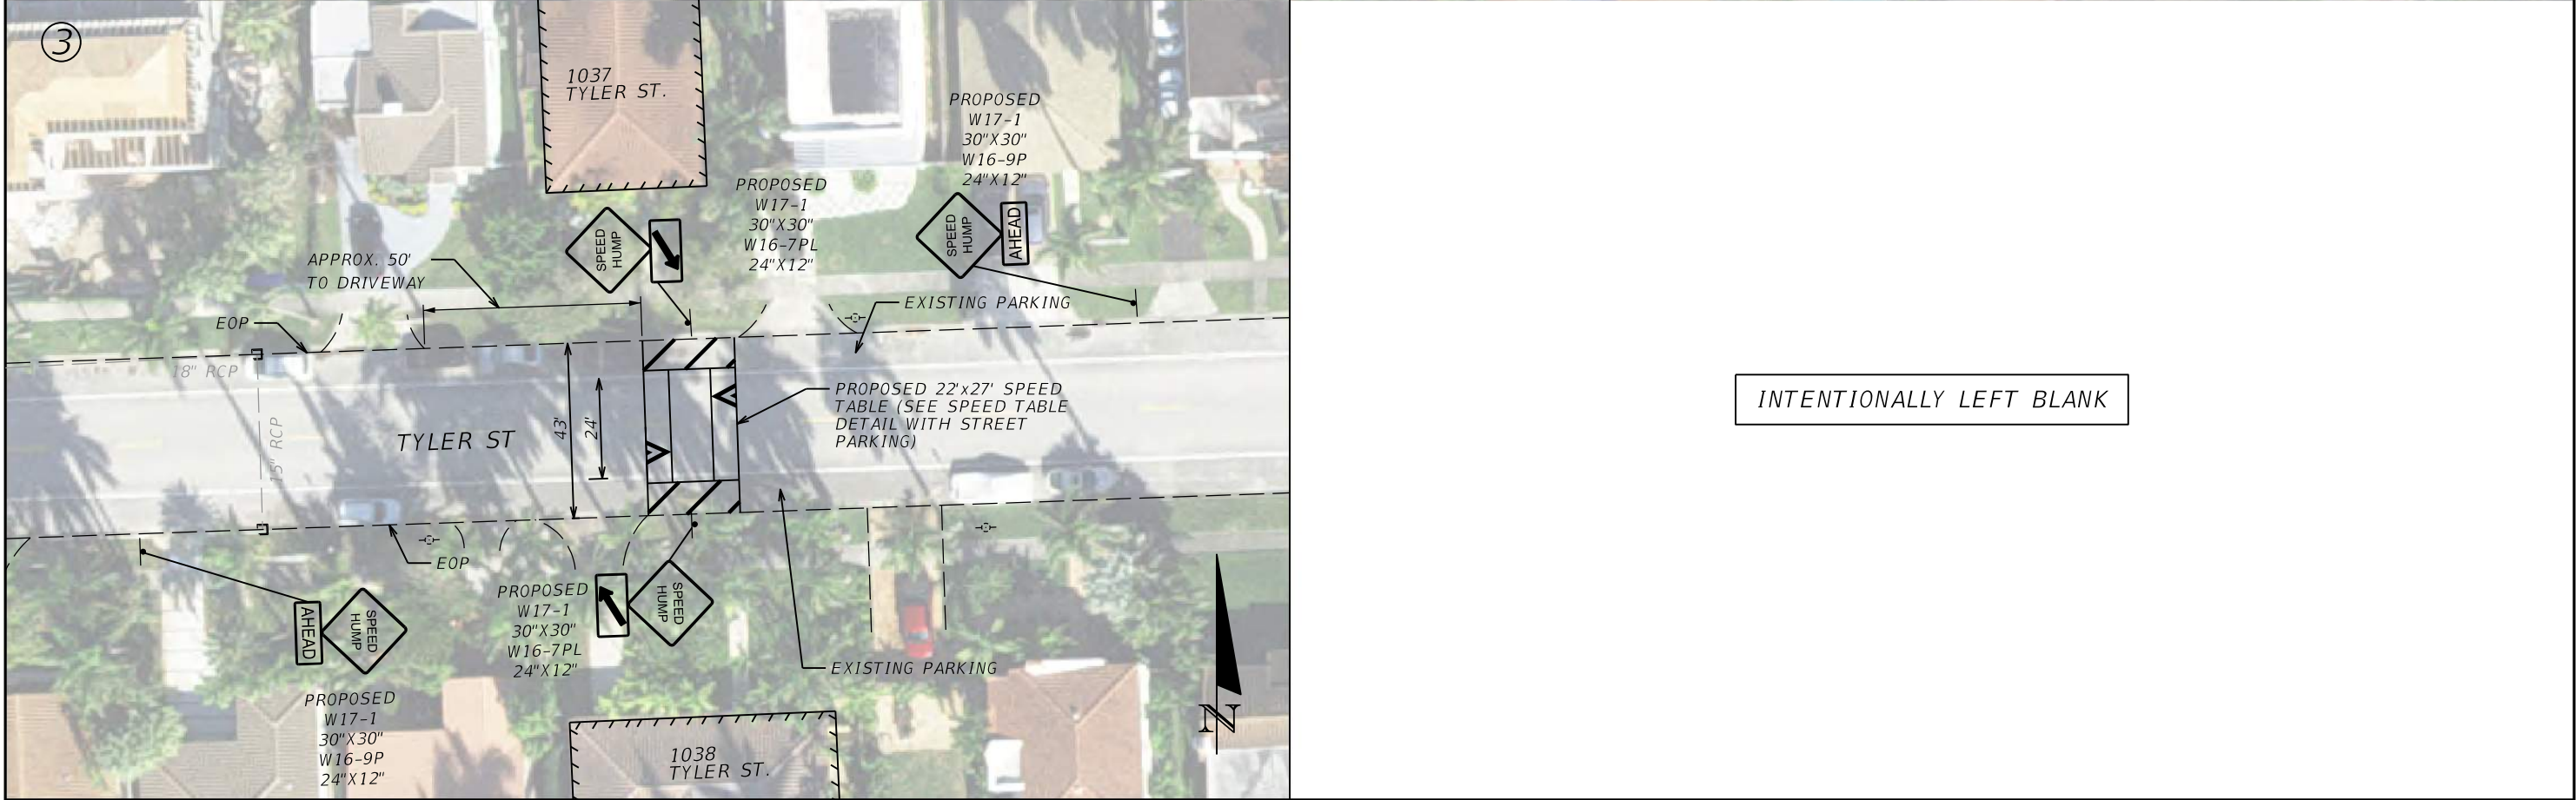 3
1037
TYLER ST.
PROPOSED
W17-1
30"X30"
W16-9P
24"X12"
SPEED
HUMP
AHEAD
PROPOSED
W17-1
30"X30"
W16-7PL
24"X12"
SPEED
HUMP
APPROX. 50'
TO DRIVEWAY
EOP
EXISTING PARKING
18" RCP
15" RCP
TYLER ST
43'
24'
PROPOSED 22'x27' SPEED
TABLE (SEE SPEED TABLE
DETAIL WITH STREET
PARKING)
EOP
AHEAD
SPEED
HUMP
PROPOSED
W17-1
30"X30"
W16-9P
24"X12"
PROPOSED
W17-1
30"X30"
W16-7PL
24"X12"
SPEED
HUMP
EXISTING PARKING
1038
TYLER ST.
N
INTENTIONALLY LEFT BLANK